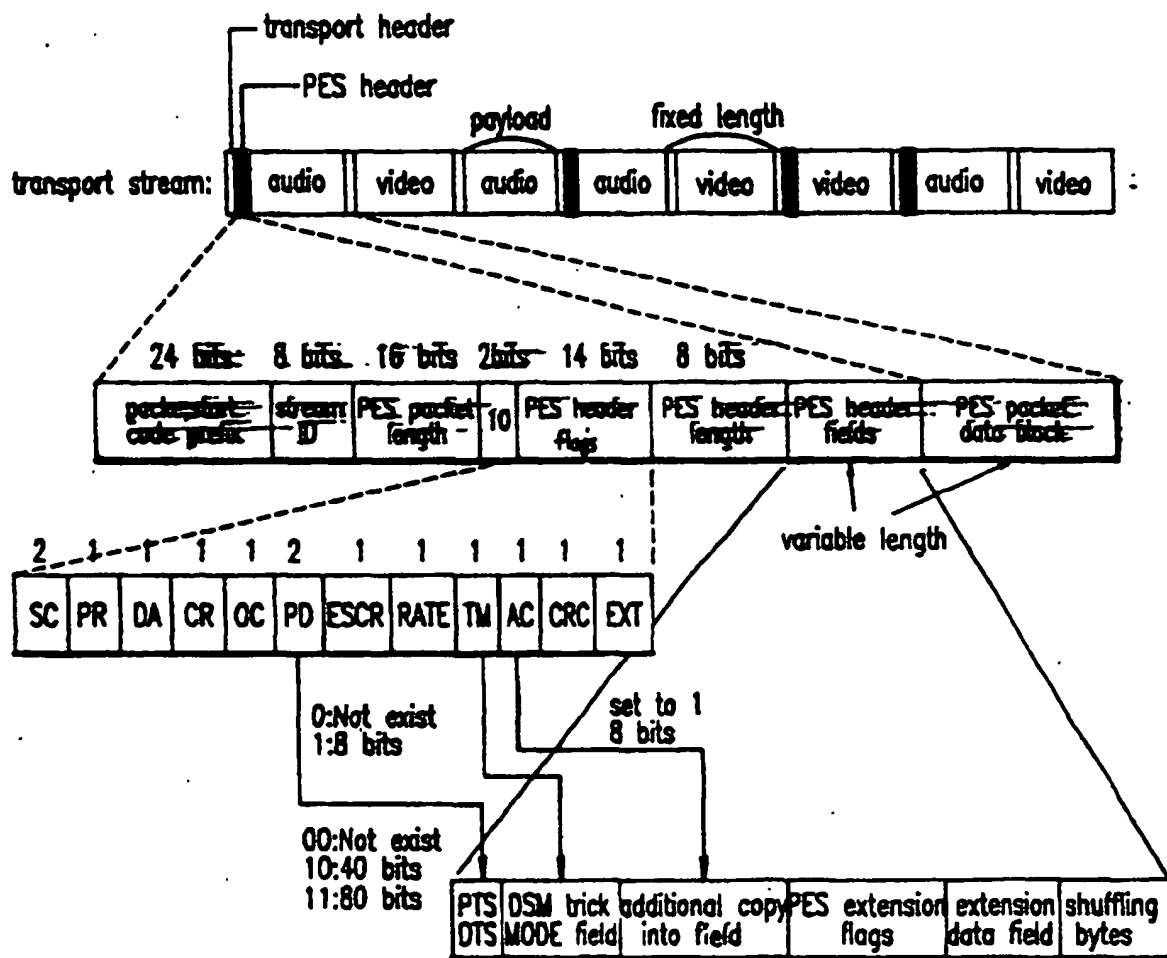 transport header
PES header
payload
fixed length
transport stream:
audio
video
audio
audio
video
video
audio
video
24 bits
8 bits
16 bits
2bits
14 bits
8 bits
packet start
code prefix
stream
ID
PES packet
length
10
PES header
flags
PES header
length
PES header
fields
PES packet
data block
variable length
2 1 1 1 1 2 1 1 1 1 1 1
SC PR DA CR OC PD ESCR RATE TM AC CRC EXT
0:Not exist
1:8 bits
set to 1
8 bits
00:Not exist
10:40 bits
11:80 bits
PTS
DTS
DSM trick
MODE field
additional copy
into field
PES extension
flags
extension
data field
shuffling
bytes